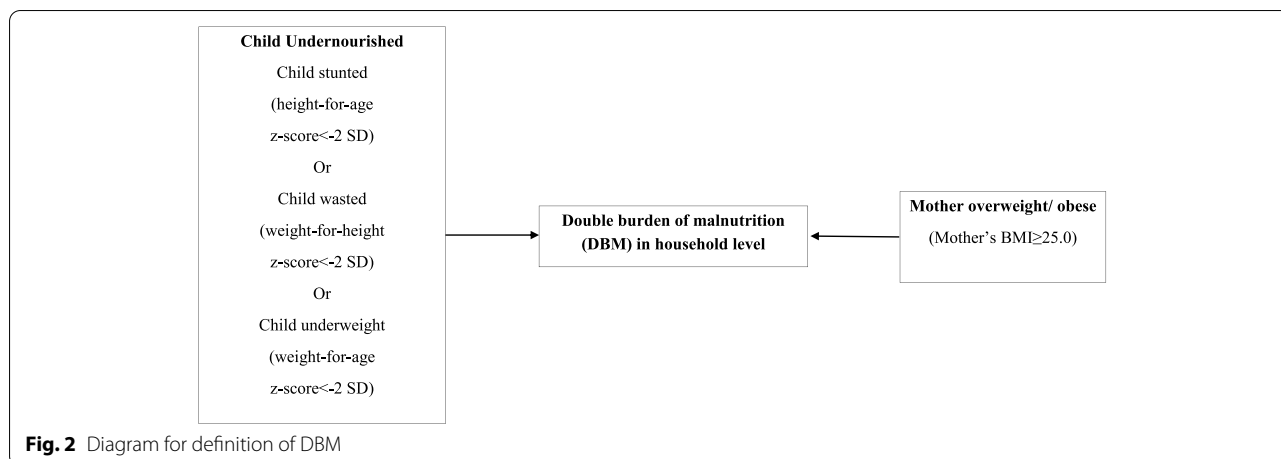 Child Undernourished
Child stunted
(height-for-age
z-score<-2 SD)
Or
Child wasted
(weight-for-height
z-score<-2 SD)
Or
Child underweight
(weight-for-age
z-score<-2 SD)
Double burden of malnutrition
(DBM) in household level
Mother overweight/ obese
(Mother's BMI≥25.0)
Fig. 2 Diagram for definition of DBM